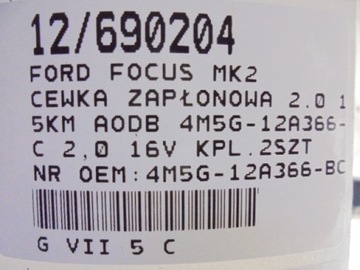 12/690204
FORD FOCUS MK2
CEWKA ZAPŁONOWA 2.0 1
5KM AODB 4M5G-12A366-
C 2,0 16V KPL.2SZT
NR OEM:4M5G-12A366-BC
G VII 5 C